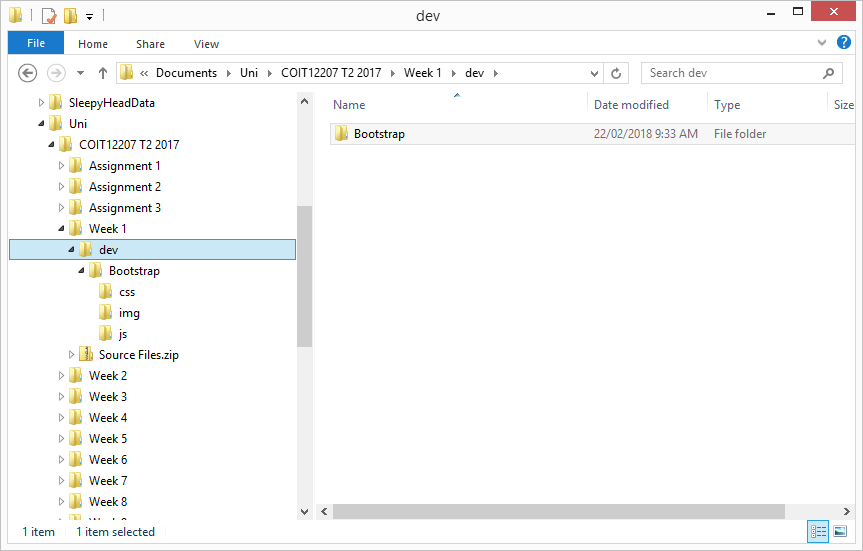 dev
File Home Share View
« Documents Uni COIT12207 T2 2017 Week 1 dev
Search dev
SleepyHeadData
Uni
COIT12207 T2 2017
Assignment 1
Assignment 2
Assignment 3
Week 1
dev
Bootstrap
css
img
js
Source Files.zip
Week 2
Week 3
Week 4
Week 5
Week 6
Week 7
Week 8
Name Date modified Type Size
Bootstrap 22/02/2018 9:33 AM File folder
1 item 1 item selected